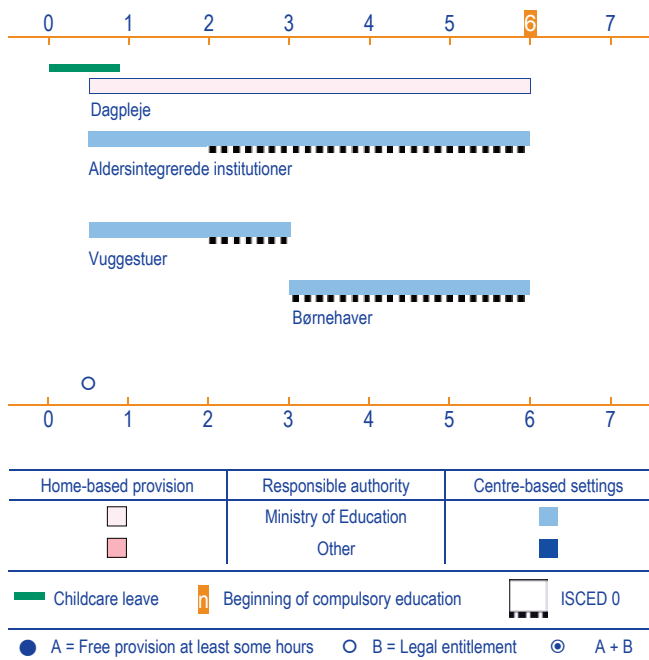 0 1 2 3 4 5 6 7
Dagpleje
Aldersintegrerede institutioner
Vuggestuer
Børnehaver
0 1 2 3 4 5 6 7
Home-based provision Responsible authority Centre-based settings
Ministry of Education
Other
Childcare leave n Beginning of compulsory education ISCED 0
A = Free provision at least some hours B = Legal entitlement A + B